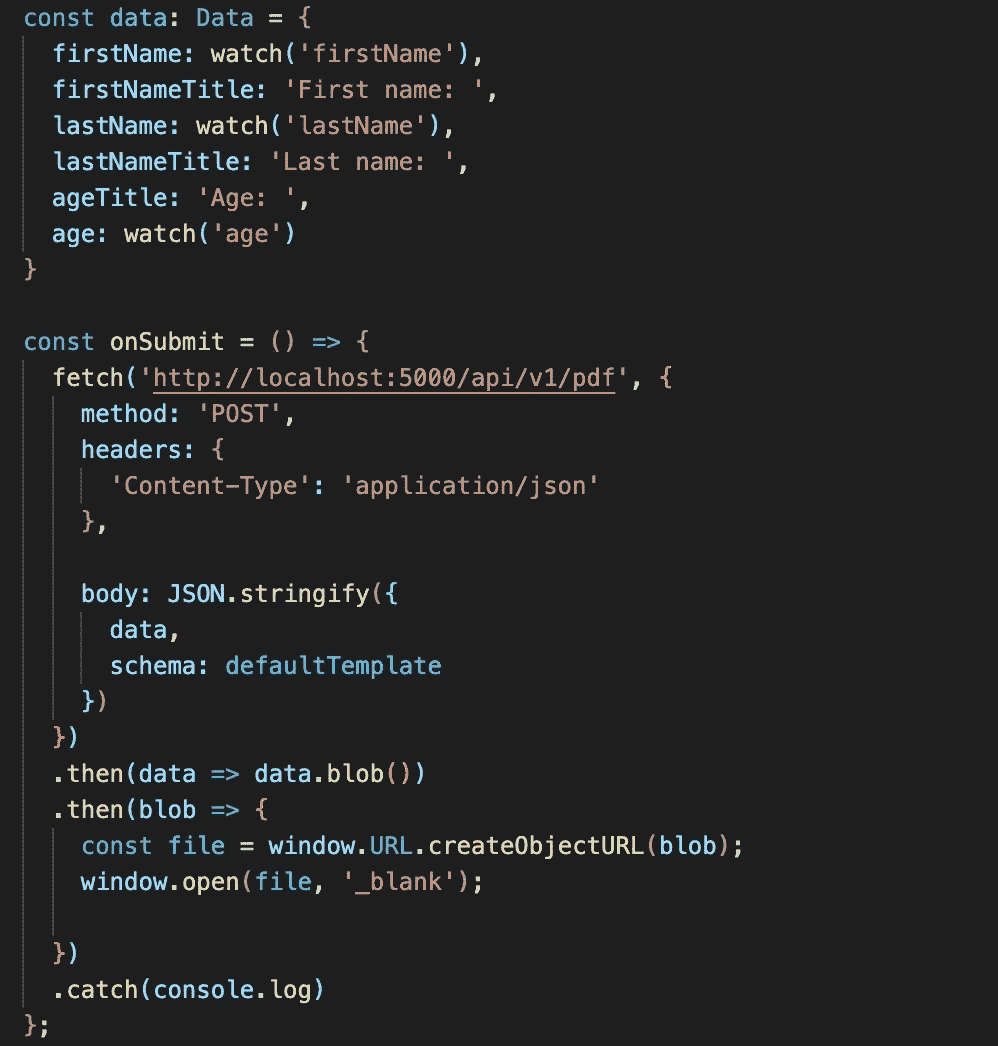 const data: Data = {
  firstName: watch('firstName'),
  firstNameTitle: 'First name: ',
  lastName: watch('lastName'),
  lastNameTitle: 'Last name: ',
  ageTitle: 'Age: ',
  age: watch('age')
}

const onSubmit = () => {
  fetch('http://localhost:5000/api/v1/pdf', {
    method: 'POST',
    headers: {
      'Content-Type': 'application/json'
    },

    body: JSON.stringify({
      data,
      schema: defaultTemplate
    })
  })
  .then(data => data.blob())
  .then(blob => {
    const file = window.URL.createObjectURL(blob);
    window.open(file, '_blank');

  })
  .catch(console.log)
};